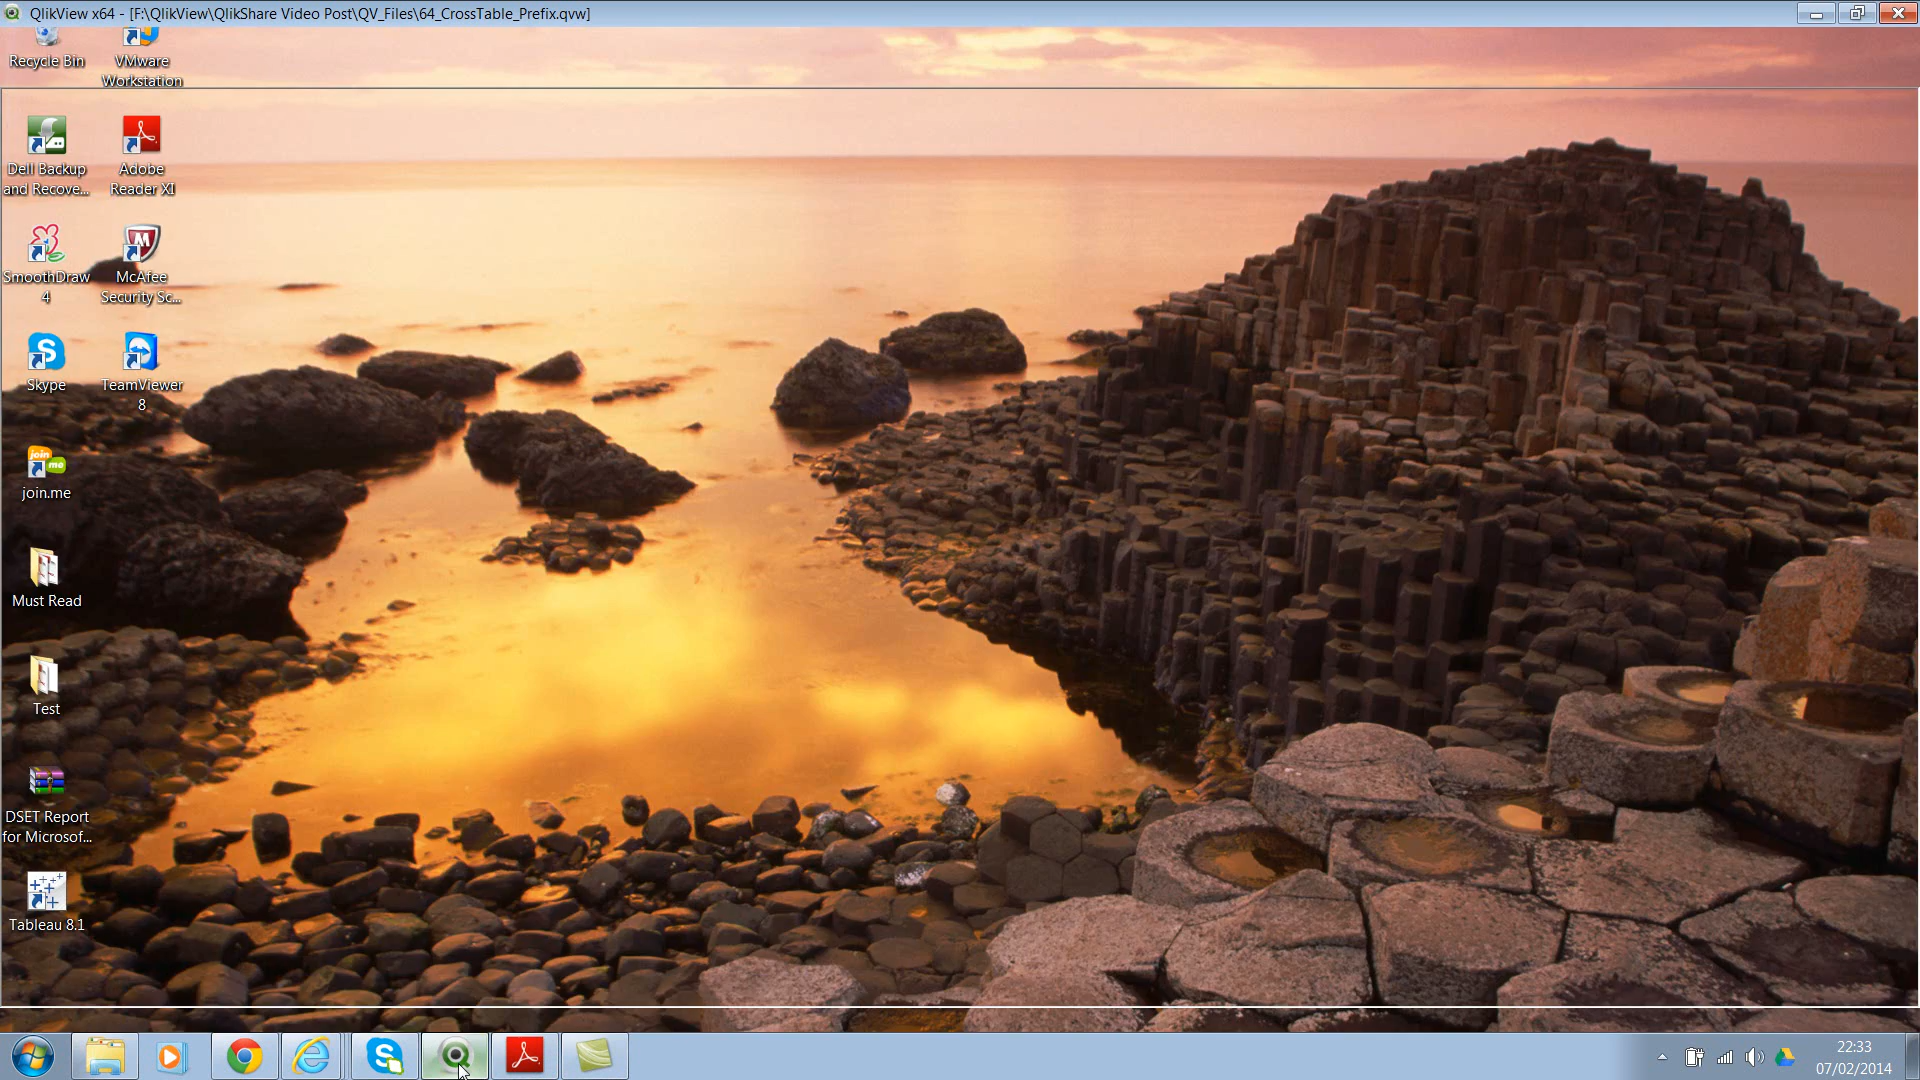 QlikView x64 - [F:\QlikView\QlikShare Video Post\QV_Files\64_CrossTable_Prefix.qvw]
Recycle Bin
VMware
Workstation
Dell Backup
and Recove...
Adobe
Reader XI
SmoothDraw
4
McAfee
Security Sc...
Skype
TeamViewer
8
join
me
join.me
Must Read
Test
DSET Report
for Microsof...
Tableau 8.1
22:33
07/02/2014